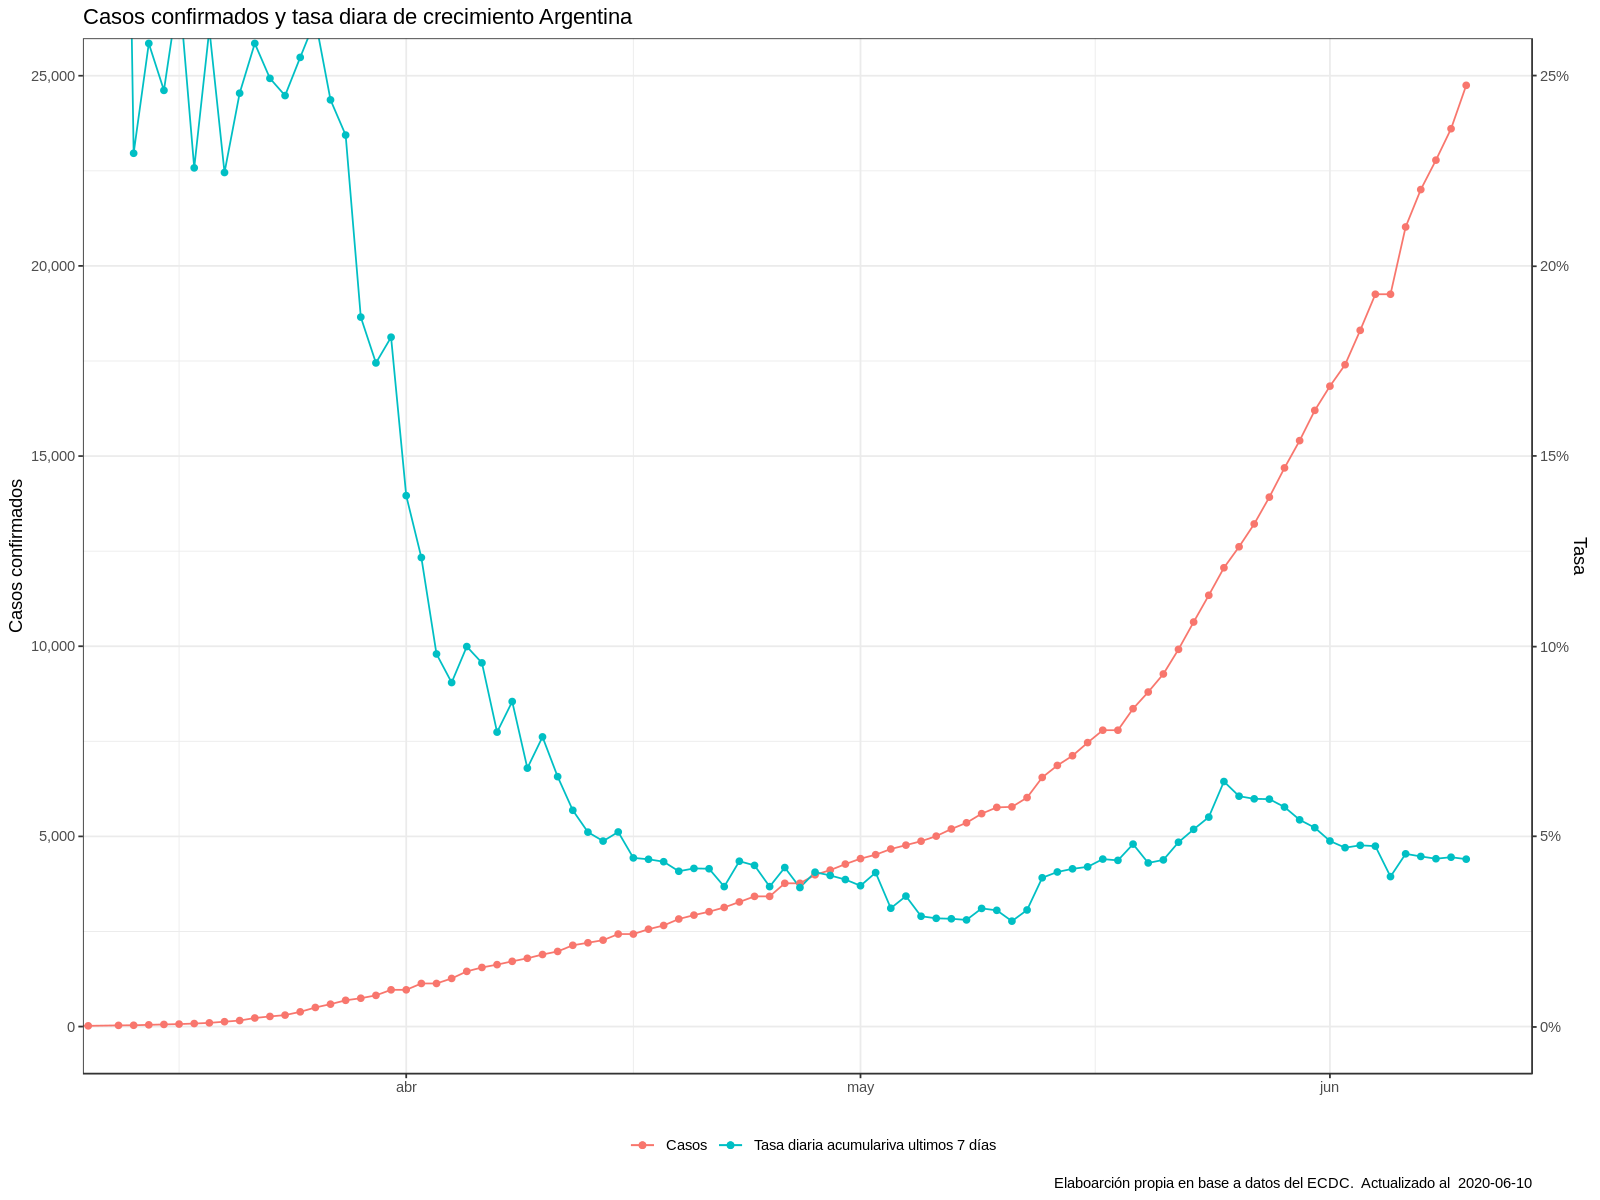 Casos confirmados y tasa diara de crecimiento Argentina
25,000
20,000
15,000
10,000
5,000
0
Casos confirmados
25%
20%
15%
10%
5%
0%
Tasa
abr
may
jun
Casos
Tasa diaria acumulariva ultimos 7 días
Elaboarción propia en base a datos del ECDC.  Actualizado al  2020-06-10